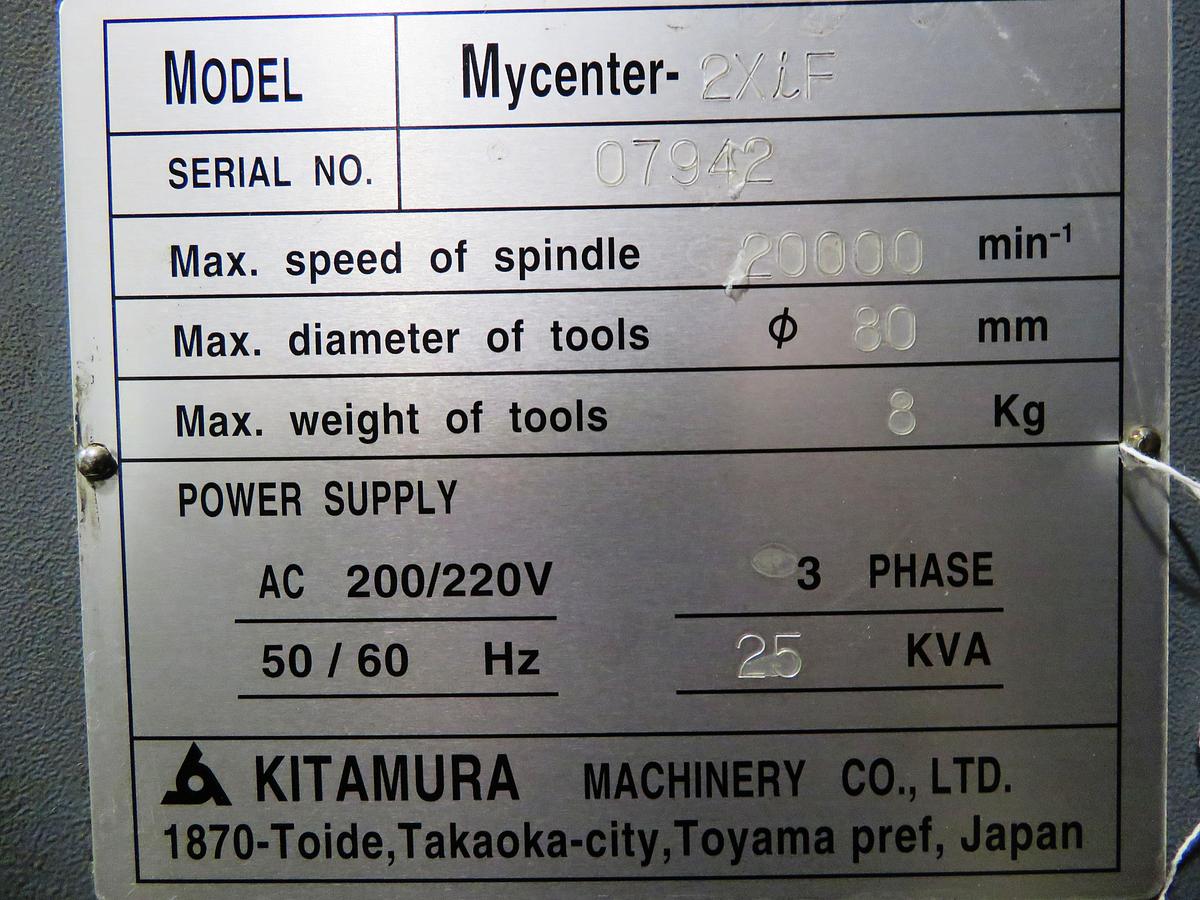 MODEL Mycenter-2XiF
SERIAL NO. 07942
Max. speed of spindle 20000 min-1
Max. diameter of tools ϕ 80 mm
Max. weight of tools 8 Kg
POWER SUPPLY
AC 200/220V 3 PHASE
50 / 60 Hz 25 KVA
KITAMURA MACHINERY CO., LTD.
1870-Toide,Takaoka-city,Toyama pref, Japan